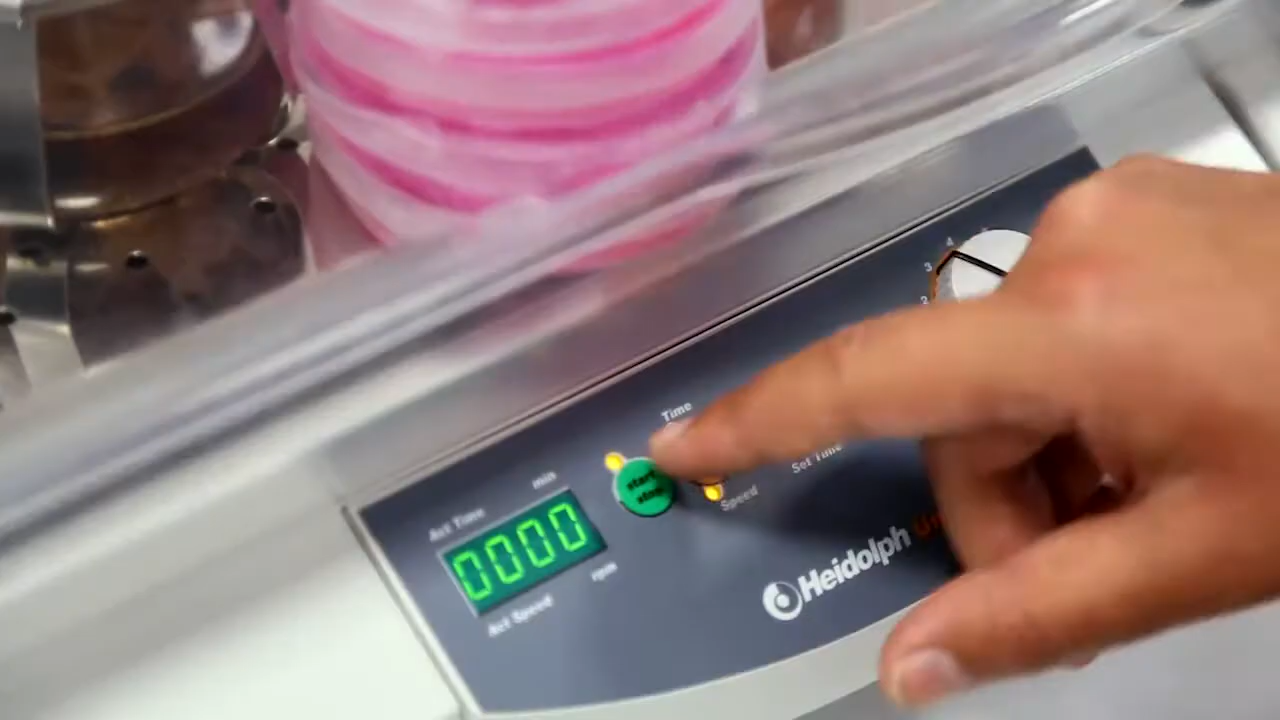 4
3
2
Time
min
Act Time
start
stop
Set Time
Speed
0000
rpm
Act Speed
Heidolph